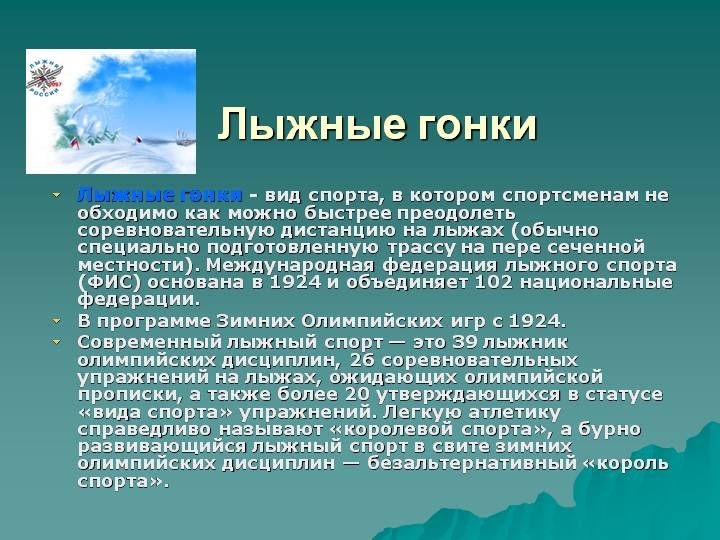 ЛЫЖНЯ
РОССИИ
Лыжные гонки
Лыжные гонки - вид спорта, в котором спортсменам не
обходимо как можно быстрее преодолеть
соревновательную дистанцию на лыжах (обычно
специально подготовленную трассу на пере сеченной
местности). Международная федерация лыжного спорта
(ФИС) основана в 1924 и объединяет 102 национальные
федерации.
В программе Зимних Олимпийских игр с 1924.
Современный лыжный спорт — это 39 лыжник
олимпийских дисциплин, 26 соревновательных
упражнений на лыжах, ожидающих олимпийской
прописки, а также более 20 утверждающихся в статусе
«вида спорта» упражнений. Легкую атлетику
справедливо называют «королевой спорта», а бурно
развивающийся лыжный спорт в свите зимних
олимпийских дисциплин — безальтернативный «король
спорта».